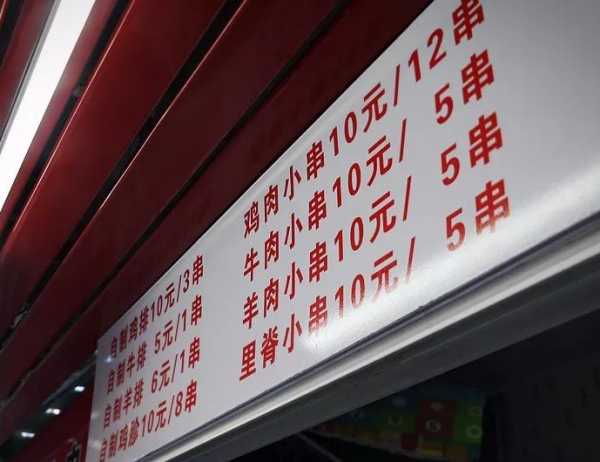 自制鸡排10元/3串
自制牛排 5元/1串
自制羊排 6元/1串
自制鸡胗10元/8串
鸡肉小串10元/12串
牛肉小串10元/ 5串
羊肉小串10元/ 5串
里脊小串10元/ 5串